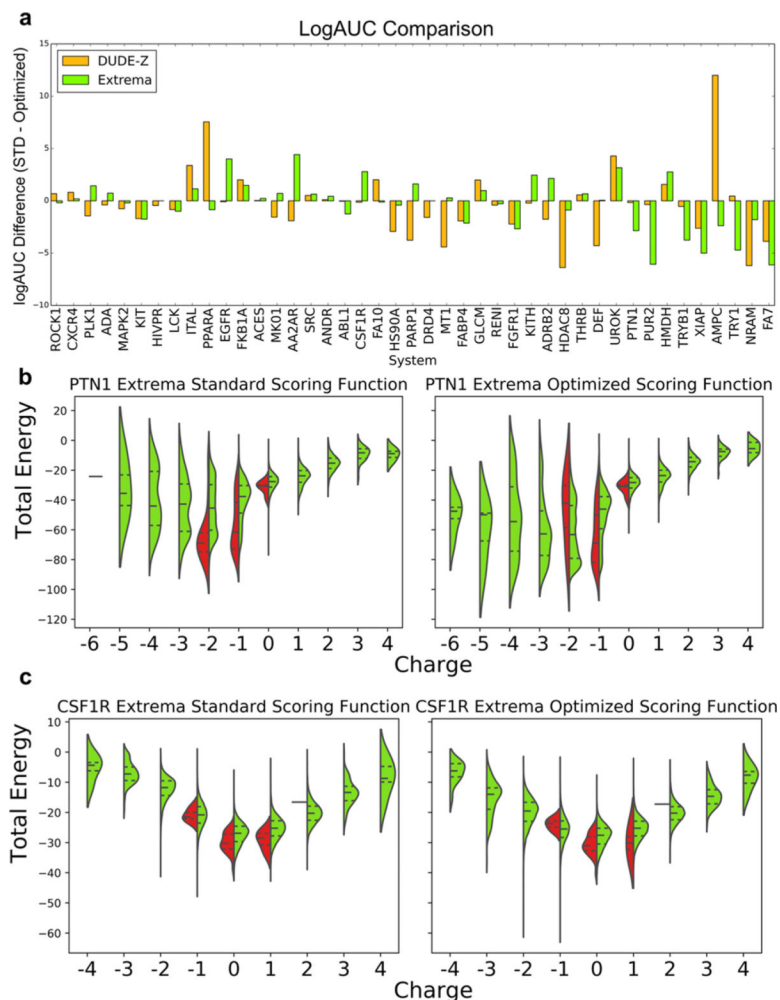 a
LogAUC Comparison
DUDE-Z
Extrema
logAUC Difference (STD - Optimized)
15
10
5
0
−5
−10
ROCK1 CXCR4 PLK1 ADA MAPK2 KIT HIVPR LCK ITAL PPARA EGFR FKB1A ACES MK01 AA2AR SRC ANDR ABL1 CSF1R FA10 HS90A PARP1 DRD4 MT1 FABP4 GLCM RENI FGFR1 KITH ADRB2 HDAC8 THRB DEF UROK PTN1 PUR2 HMDH TRYB1 XIAP AMPC TRY1 NRAM FA7
System
b
PTN1 Extrema Standard Scoring Function PTN1 Extrema Optimized Scoring Function
Total Energy
20
0
−20
−40
−60
−80
−100
−120
-6 -5 -4 -3 -2 -1 0 1 2 3 4 -6 -5 -4 -3 -2 -1 0 1 2 3 4
Charge
c
CSF1R Extrema Standard Scoring Function CSF1R Extrema Optimized Scoring Function
Total Energy
10
0
−10
−20
−30
−40
−50
−60
-4 -3 -2 -1 0 1 2 3 4 -4 -3 -2 -1 0 1 2 3 4
Charge